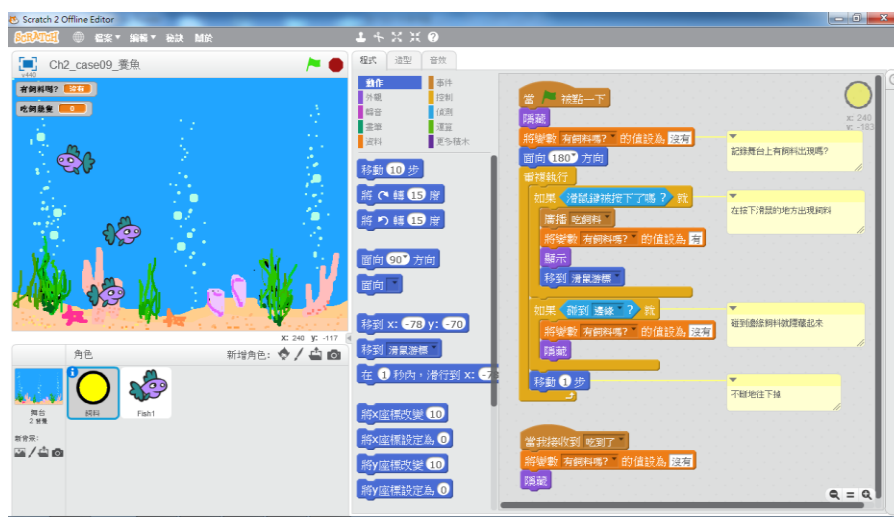 Scratch 2 Offline Editor
SCRATCH 檔案 編輯 秘訣 關於
Ch2_case09_養魚
v440
有飼料嗎? 沒有
吃飼幾隻 0
X: 240 y: -117
角色 新增角色:
舞台
2 背景
新背景:
飼料
Fish1
程式 造型 音效
動作 事件
外觀 控制
聲音 偵測
畫筆 運算
資料 更多積木
移動 10 步
將 轉 15 度
將 轉 15 度
面向 90 方向
面向
移到 x: -78 y: -70
移到 滑鼠游標
在 1 秒內,滑行到 x:
將x座標改變 10
將x座標設定為 0
將y座標改變 10
將y座標設定為 0
當 被點一下
隱藏
將變數 有飼料嗎? 的值設為 沒有
面向 180 方向
重複執行
如果 滑鼠鍵被按下了嗎? 就
廣播 吃飼料
將變數 有飼料嗎? 的值設為 有
顯示
移到 滑鼠游標
如果 碰到 邊緣 ? 就
將變數 有飼料嗎? 的值設為 沒有
隱藏
移動 1 步
當我接收到 吃到了
將變數 有飼料嗎? 的值設為 沒有
隱藏
x: 240
y: -183
記錄舞台上有飼料出現嗎?
在按下滑鼠的地方出現飼料
碰到邊緣飼料就隱藏起來
不斷地往下掉